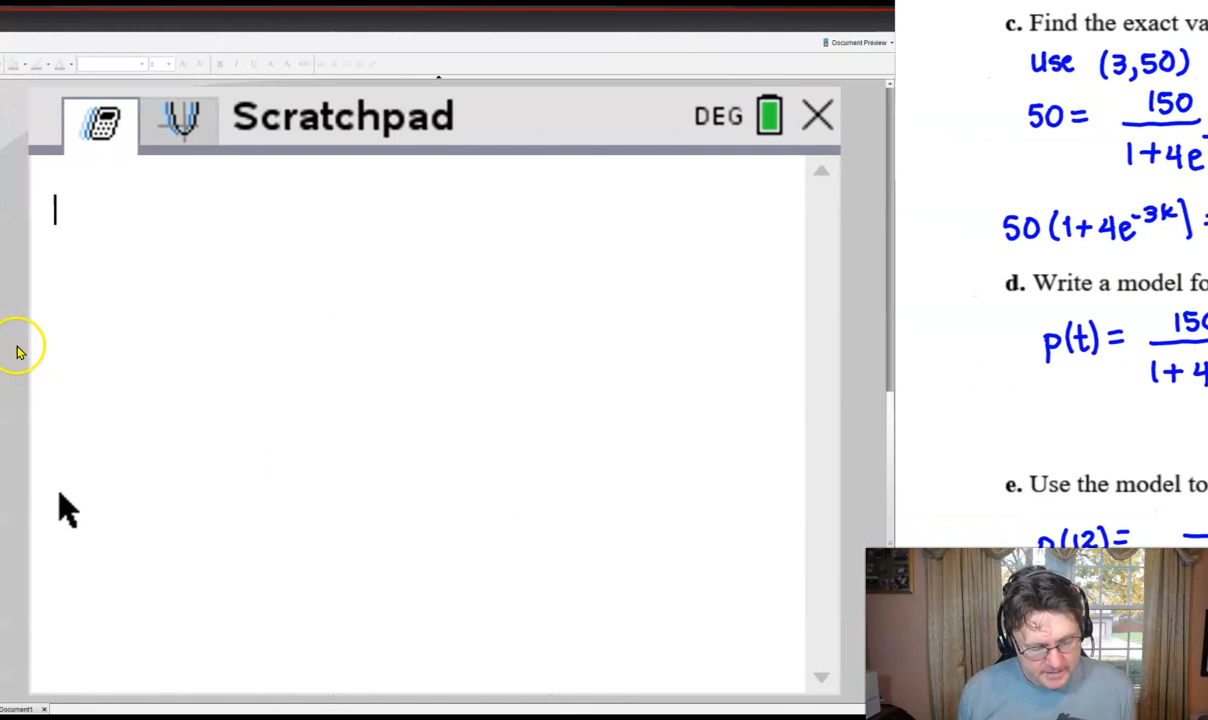 Document Preview
Scratchpad
DEG
Document1
c. Find the exact va
use (3,50)
50 = 150
1+4e
50(1+4e^-3k) =
d. Write a model fo
p(t) = 150
1+4
e. Use the model to
p(12) =